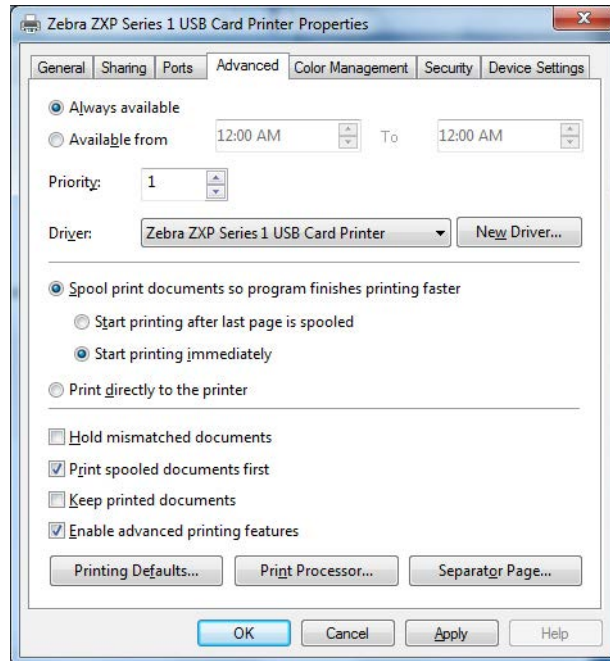 Zebra ZXP Series 1 USB Card Printer Properties
General Sharing Ports Advanced Color Management Security Device Settings
Always available
Available from 12:00 AM To 12:00 AM
Priority: 1
Driver: Zebra ZXP Series 1 USB Card Printer New Driver...
Spool print documents so program finishes printing faster
Start printing after last page is spooled
Start printing immediately
Print directly to the printer
Hold mismatched documents
Print spooled documents first
Keep printed documents
Enable advanced printing features
Printing Defaults... Print Processor... Separator Page...
OK Cancel Apply Help